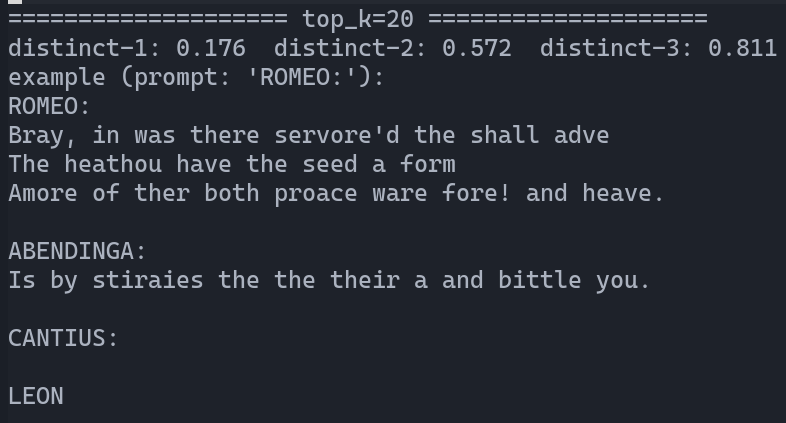 ==================== top_k=20 ====================
distinct-1: 0.176  distinct-2: 0.572  distinct-3: 0.811
example (prompt: 'ROMEO:'):
ROMEO:
Bray, in was there servore'd the shall adve
The heathou have the seed a form
Amore of ther both proace ware fore! and heave.

ABENDINGA:
Is by stiraies the the their a and bittle you.

CANTIUS:

LEON